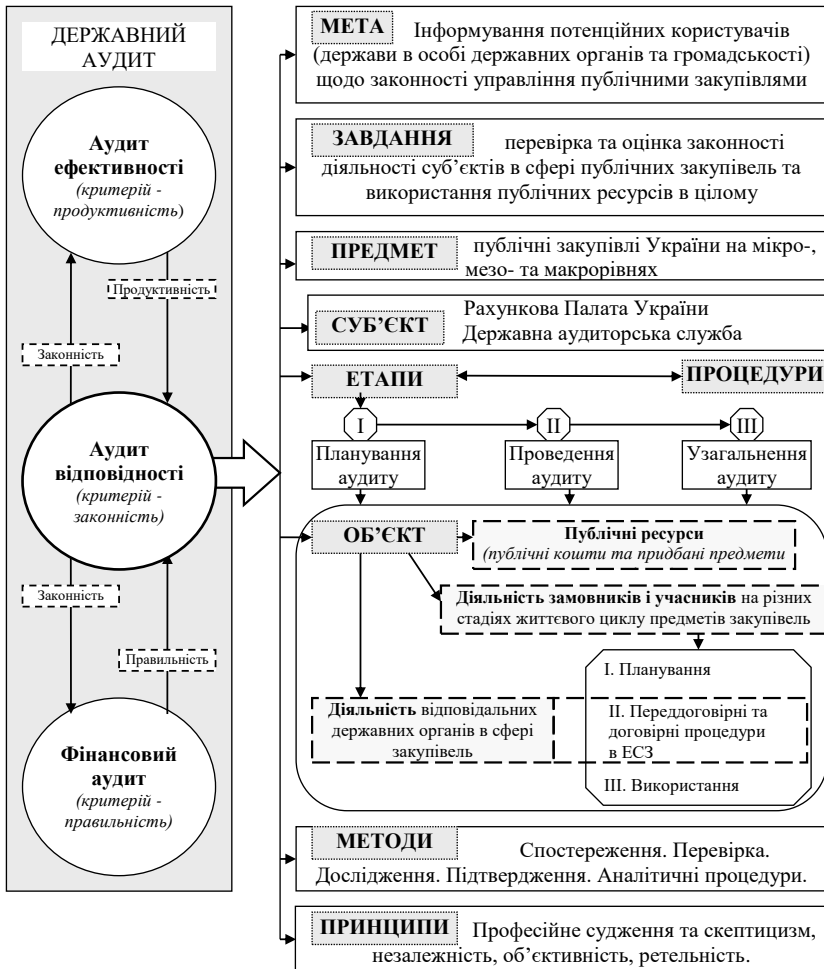 ДЕРЖАВНИЙ
АУДИТ
Аудит
ефективності
(критерій -
продуктивність)
Продуктивність
Законність
Аудит
відповідності
(критерій -
законність)
Законність
Правильність
Фінансовий
аудит
(критерій -
правильність)
МЕТА Інформування потенційних користувачів
(держави в особі державних органів та громадськості)
щодо законності управління публічними закупівлями
ЗАВДАННЯ перевірка та оцінка законності
діяльності суб’єктів в сфері публічних закупівель та
використання публічних ресурсів в цілому
ПРЕДМЕТ публічні закупівлі України на мікро-,
мезо- та макрорівнях
СУБ’ЄКТ Рахункова Палата України
Державна аудиторська служба
ЕТАПИ ПРОЦЕДУРИ
І ІІ ІІІ
Планування
аудиту
Проведення
аудиту
Узагальнення
аудиту
ОБ’ЄКТ
Публічні ресурси
(публічні кошти та придбані предмети
Діяльність замовників і учасників на різних
стадіях життєвого циклу предметів закупівель
І. Планування
Діяльність відповідальних
державних органів в сфері
закупівель
ІІ. Переддоговірні та
договірні процедури
в ЕСЗ
ІІІ. Використання
МЕТОДИ Спостереження. Перевірка.
Дослідження. Підтвердження. Аналітичні процедури.
ПРИНЦИПИ Професійне судження та скептицизм,
незалежність, об’єктивність, ретельність.